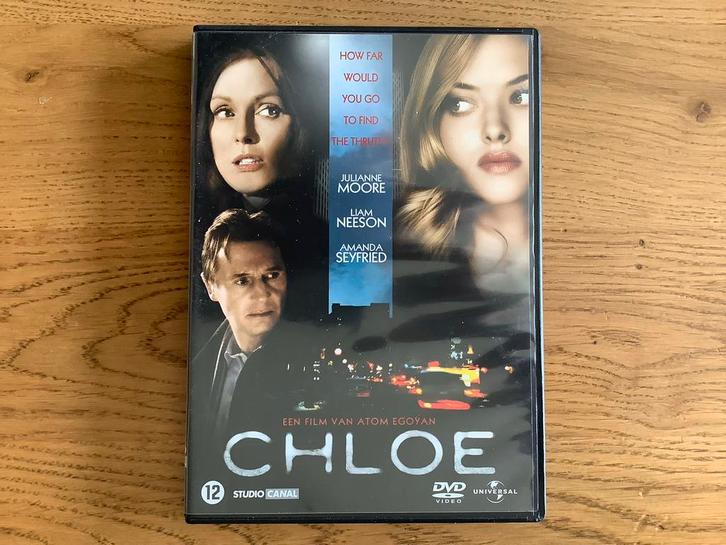 HOW FAR
WOULD
YOU GO
TO FIND
THE THRUTH?
JULIANNE
MOORE
LIAM
NEESON
AMANDA
SEYFRIED
EEN FILM VAN ATOM EGOYAN
CHLOE
12
STUDIO CANAL
DVD
VIDEO
UNIVERSAL